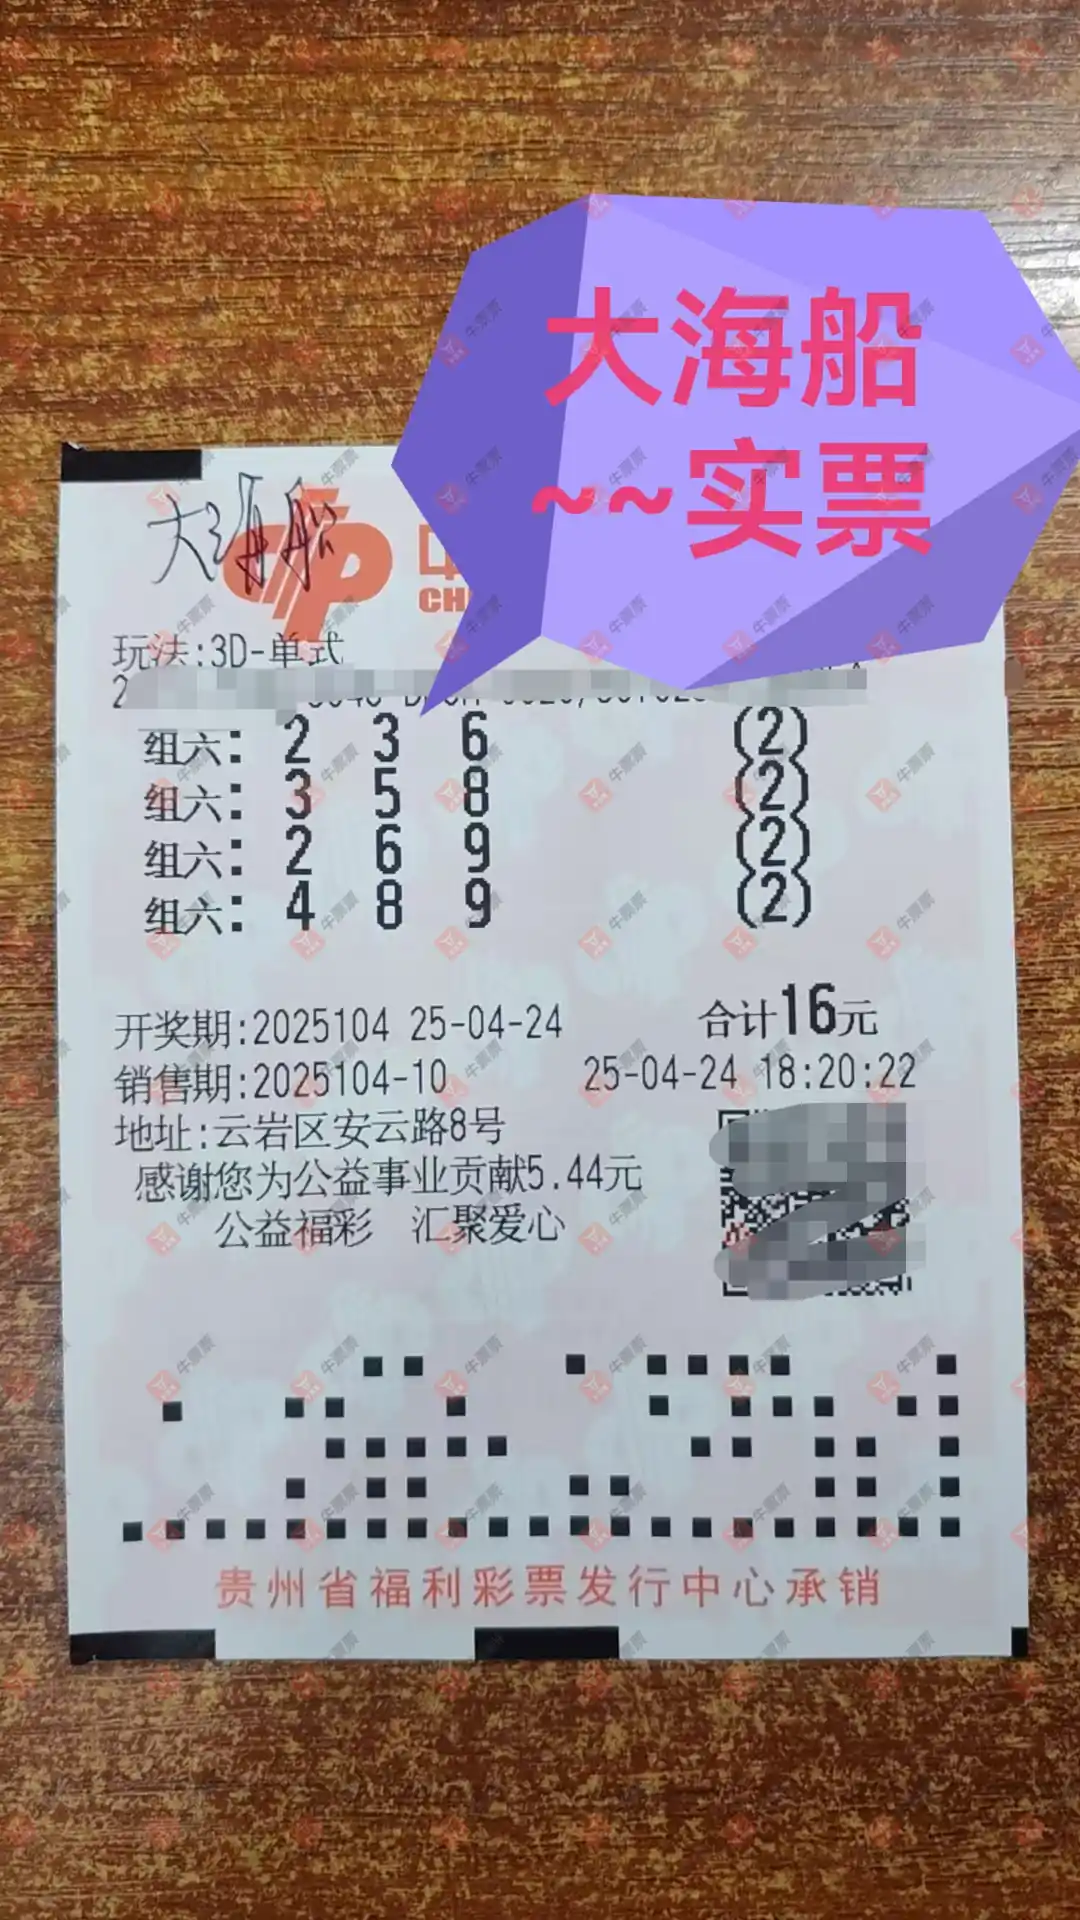 大海船
~~实票
大海船
CH
玩法:3D-单式
组六: 2 3 6 (2)
组六: 3 5 8 (2)
组六: 2 6 9 (2)
组六: 4 8 9 (2)
合计16元
开奖期:2025104 25-04-24
销售期:2025104-10 25-04-24 18:20:22
地址:云岩区安云路8号
感谢您为公益事业贡献5.44元
公益福彩 汇聚爱心
贵州省福利彩票发行中心承销
牛票票